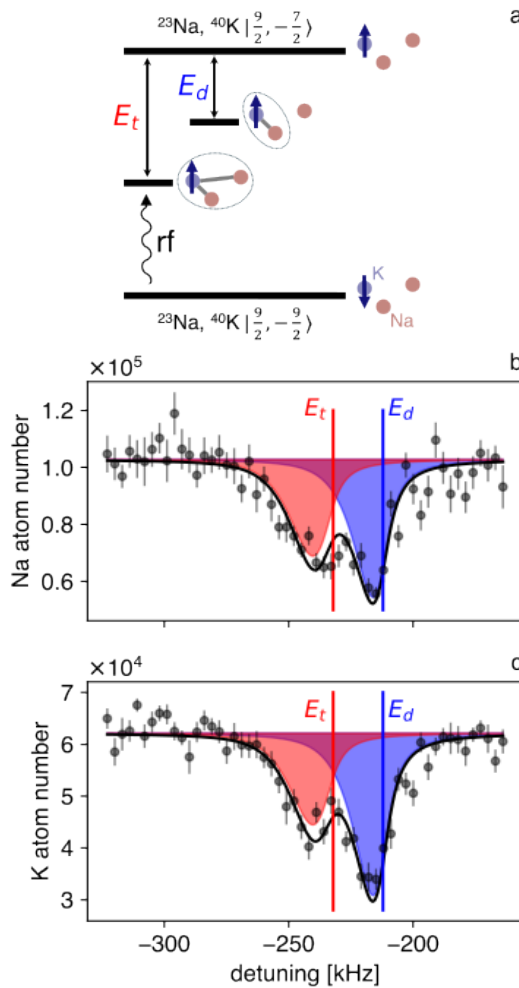 a
²³Na, ⁴⁰K |9/2, −7/2⟩
E_t
E_d
rf
K
Na
²³Na, ⁴⁰K |9/2, −9/2⟩
b
×10⁵
E_t
E_d
1.2
1.0
0.8
0.6
Na atom number
×10⁴
E_t
E_d
7
6
5
4
3
K atom number
−300
−250
−200
detuning [kHz]